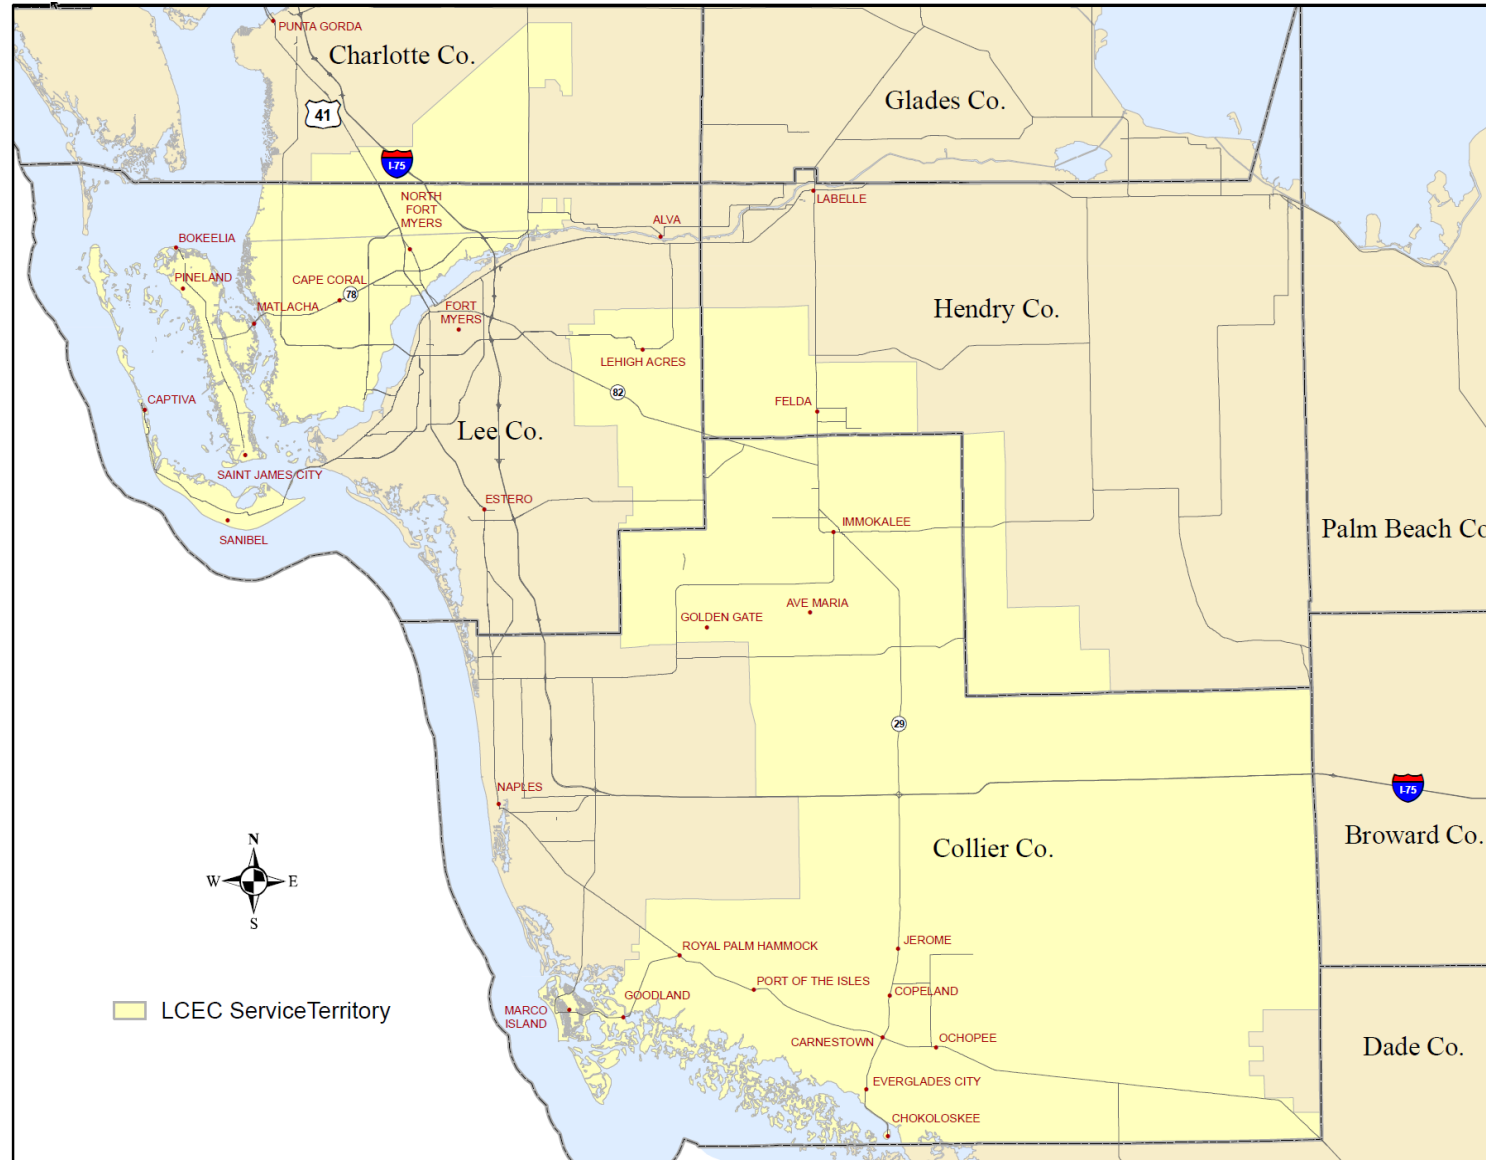 PUNTA GORDA
Charlotte Co.
Glades Co.
41
I-75
NORTH
FORT
MYERS
LABELLE
ALVA
BOKEELIA
PINELAND
CAPE CORAL
78
MATLACHA
FORT
MYERS
Hendry Co.
LEHIGH ACRES
82
CAPTIVA
FELDA
Lee Co.
SAINT JAMES CITY
ESTERO
IMMOKALEE
SANIBEL
Palm Beach Co
AVE MARIA
GOLDEN GATE
29
NAPLES
I-75
Broward Co.
Collier Co.
N
W
E
S
JEROME
ROYAL PALM HAMMOCK
PORT OF THE ISLES
COPELAND
GOODLAND
MARCO
ISLAND
LCEC ServiceTerritory
CARNESTOWN
OCHOPEE
Dade Co.
EVERGLADES CITY
CHOKOLOSKEE